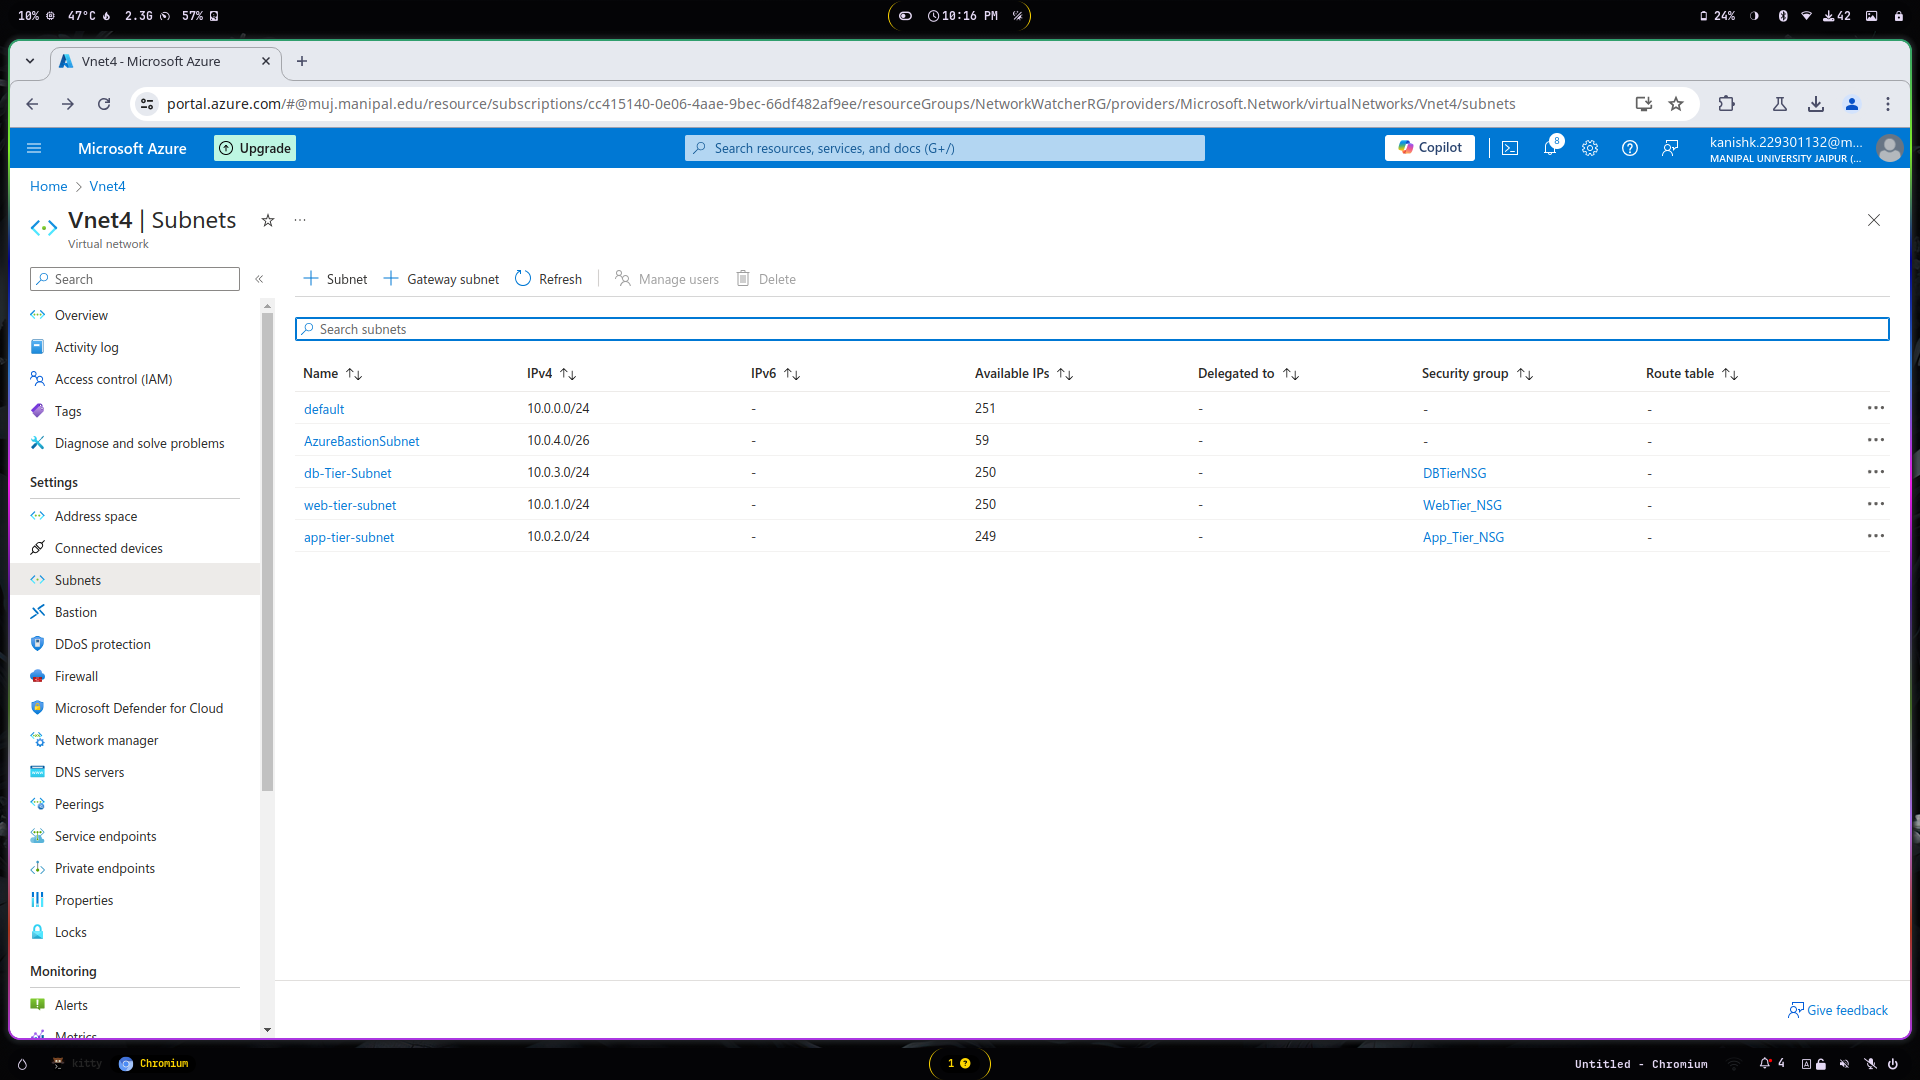 10% 47°C 2.3G 57%
10:16 PM
24% 42
Vnet4 - Microsoft Azure
portal.azure.com/#@muj.manipal.edu/resource/subscriptions/cc415140-0e06-4aae-9bec-66df482af9ee/resourceGroups/NetworkWatcherRG/providers/Microsoft.Network/virtualNetworks/Vnet4/subnets
Microsoft Azure
Upgrade
Search resources, services, and docs (G+/)
Copilot
8
kanishk.229301132@m...
MANIPAL UNIVERSITY JAIPUR (...
Home > Vnet4
Vnet4 | Subnets
Virtual network
Search
Overview
Activity log
Access control (IAM)
Tags
Diagnose and solve problems
Settings
Address space
Connected devices
Subnets
Bastion
DDoS protection
Firewall
Microsoft Defender for Cloud
Network manager
DNS servers
Peerings
Service endpoints
Private endpoints
Properties
Locks
Monitoring
Alerts
Metrics
+ Subnet + Gateway subnet Refresh Manage users Delete
Search subnets
Name IPv4 IPv6 Available IPs Delegated to Security group Route table
default 10.0.0.0/24 - 251 - - -
AzureBastionSubnet 10.0.4.0/26 - 59 - - -
db-Tier-Subnet 10.0.3.0/24 - 250 - DBTierNSG -
web-tier-subnet 10.0.1.0/24 - 250 - WebTier_NSG -
app-tier-subnet 10.0.2.0/24 - 249 - App_Tier_NSG -
Give feedback
kitty Chromium
1 ?
Untitled - Chromium
4